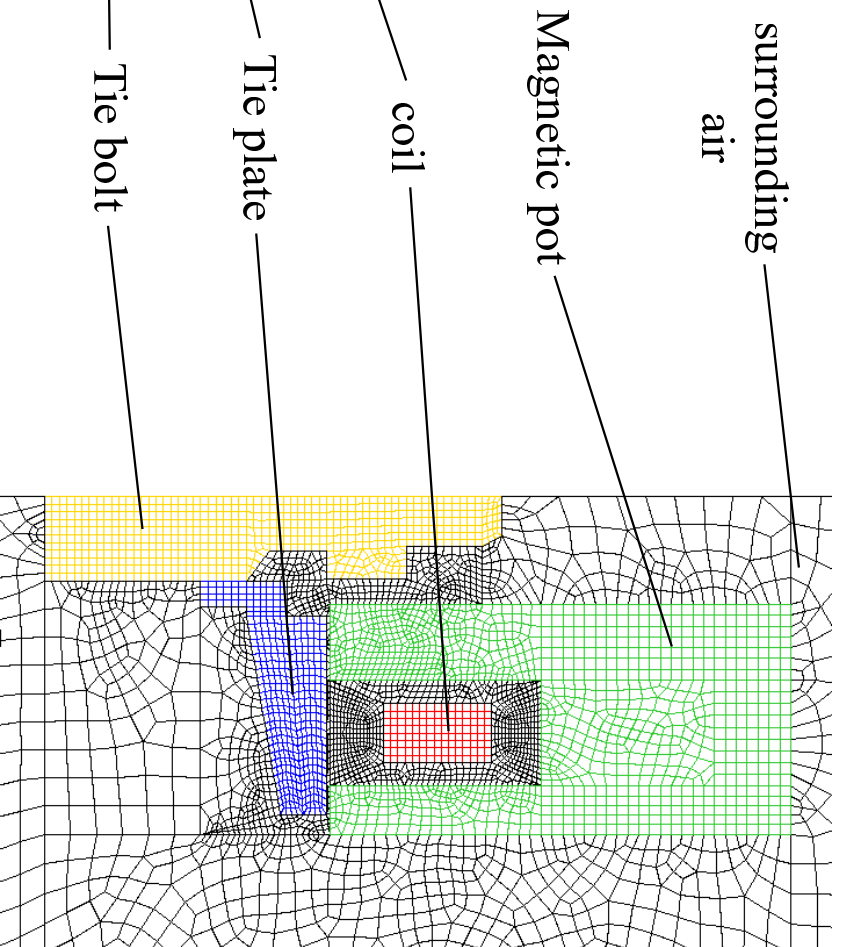 surrounding
air
Magnetic pot
coil
Tie plate
Tie bolt